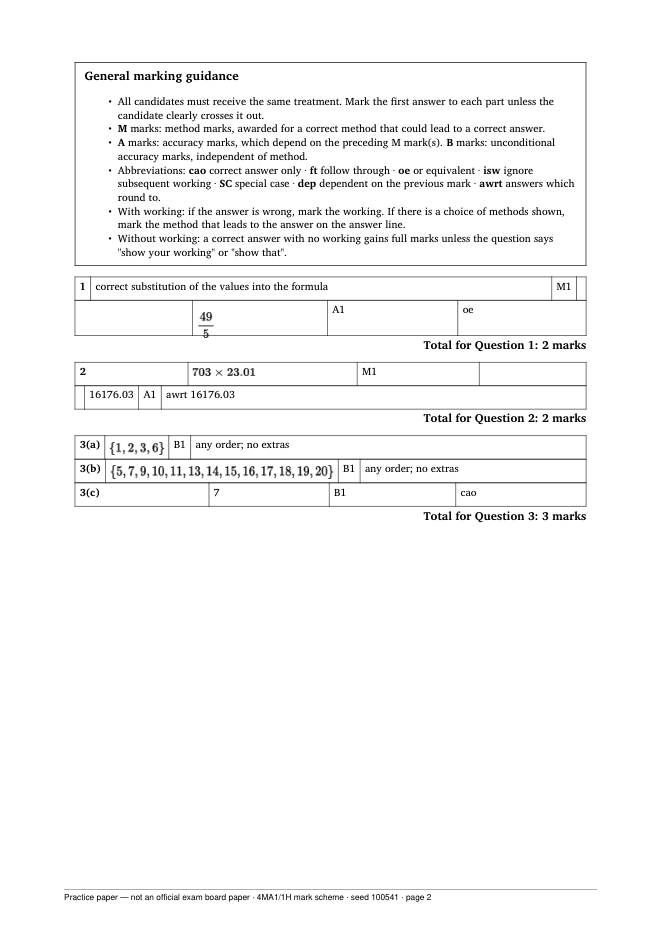 General marking guidance
• All candidates must receive the same treatment. Mark the first answer to each part unless the
candidate clearly crosses it out.
• M marks: method marks, awarded for a correct method that could lead to a correct answer.
• A marks: accuracy marks, which depend on the preceding M mark(s). B marks: unconditional
accuracy marks, independent of method.
• Abbreviations: cao correct answer only · ft follow through · oe or equivalent · isw ignore
subsequent working · SC special case · dep dependent on the previous mark · awrt answers which
round to.
• With working: if the answer is wrong, mark the working. If there is a choice of methods shown,
mark the method that leads to the answer on the answer line.
• Without working: a correct answer with no working gains full marks unless the question says
"show your working" or "show that".
1 correct substitution of the values into the formula M1
49/5 A1 oe
Total for Question 1: 2 marks
2 703 × 23.01 M1
16176.03 A1 awrt 16176.03
Total for Question 2: 2 marks
3(a) {1, 2, 3, 6} B1 any order; no extras
3(b) {5, 7, 9, 10, 11, 13, 14, 15, 16, 17, 18, 19, 20} B1 any order; no extras
3(c) 7 B1 cao
Total for Question 3: 3 marks
Practice paper — not an official exam board paper · 4MA1/1H mark scheme · seed 100541 · page 2